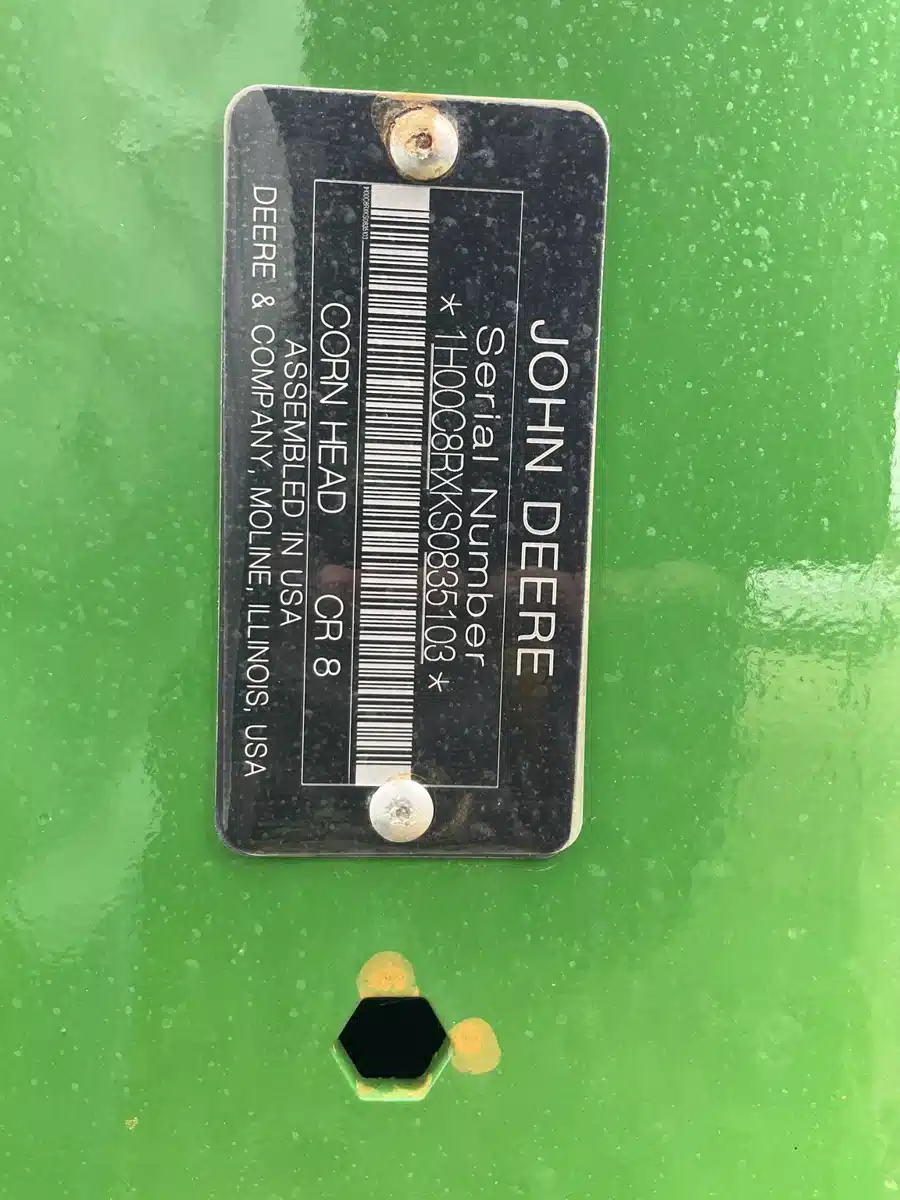 JOHN DEERE
Serial Number
* 1H00C8RXKS0835103 *
CORN HEAD CR 8
ASSEMBLED IN USA
DEERE & COMPANY, MOLINE, ILLINOIS, USA